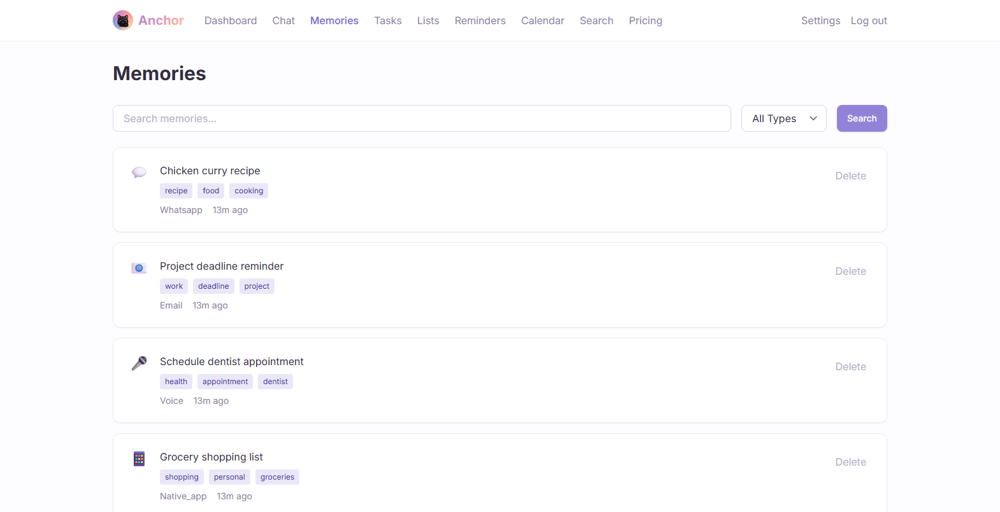 Anchor Dashboard Chat Memories Tasks Lists Reminders Calendar Search Pricing Settings Log out
Memories
Search memories... All Types Search
Chicken curry recipe Delete
recipe food cooking
Whatsapp 13m ago
Project deadline reminder Delete
work deadline project
Email 13m ago
Schedule dentist appointment Delete
health appointment dentist
Voice 13m ago
Grocery shopping list Delete
shopping personal groceries
Native_app 13m ago